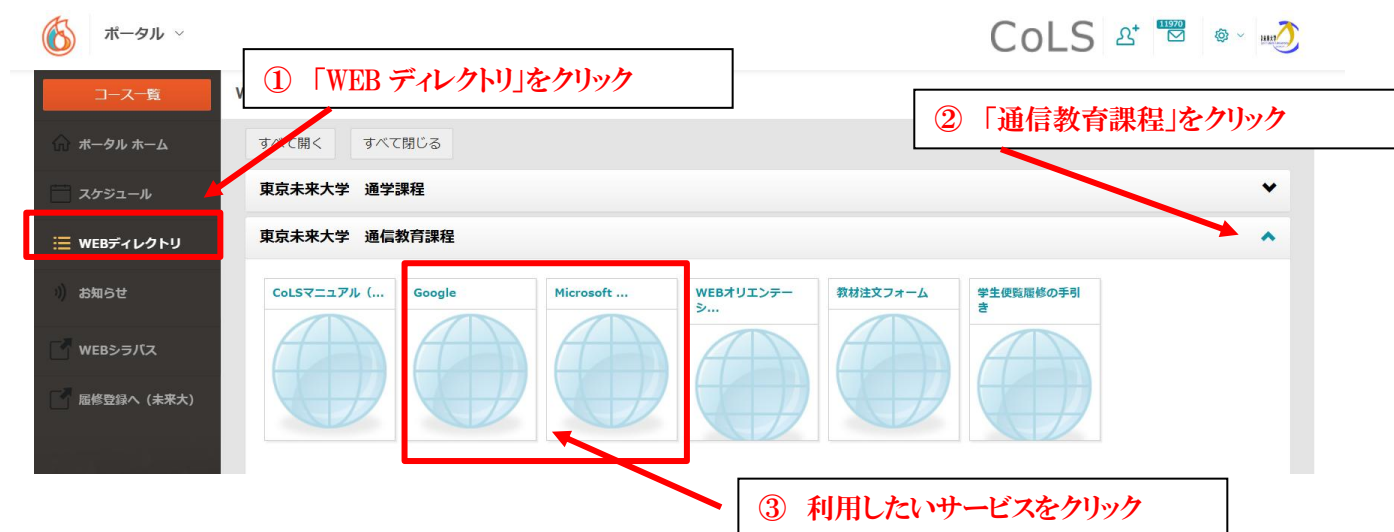 ポータル
CoLS
11970
① 「WEB ディレクトリ」をクリック
② 「通信教育課程」をクリック
コース一覧
ポータル ホーム
スケジュール
WEBディレクトリ
お知らせ
WEBシラバス
履修登録へ（未来大）
すべて開く すべて閉じる
東京未来大学 通学課程
東京未来大学 通信教育課程
CoLSマニュアル（...
Google
Microsoft ...
WEBオリエンテー
シ...
教材注文フォーム
学生便覧履修の手引
き
③ 利用したいサービスをクリック